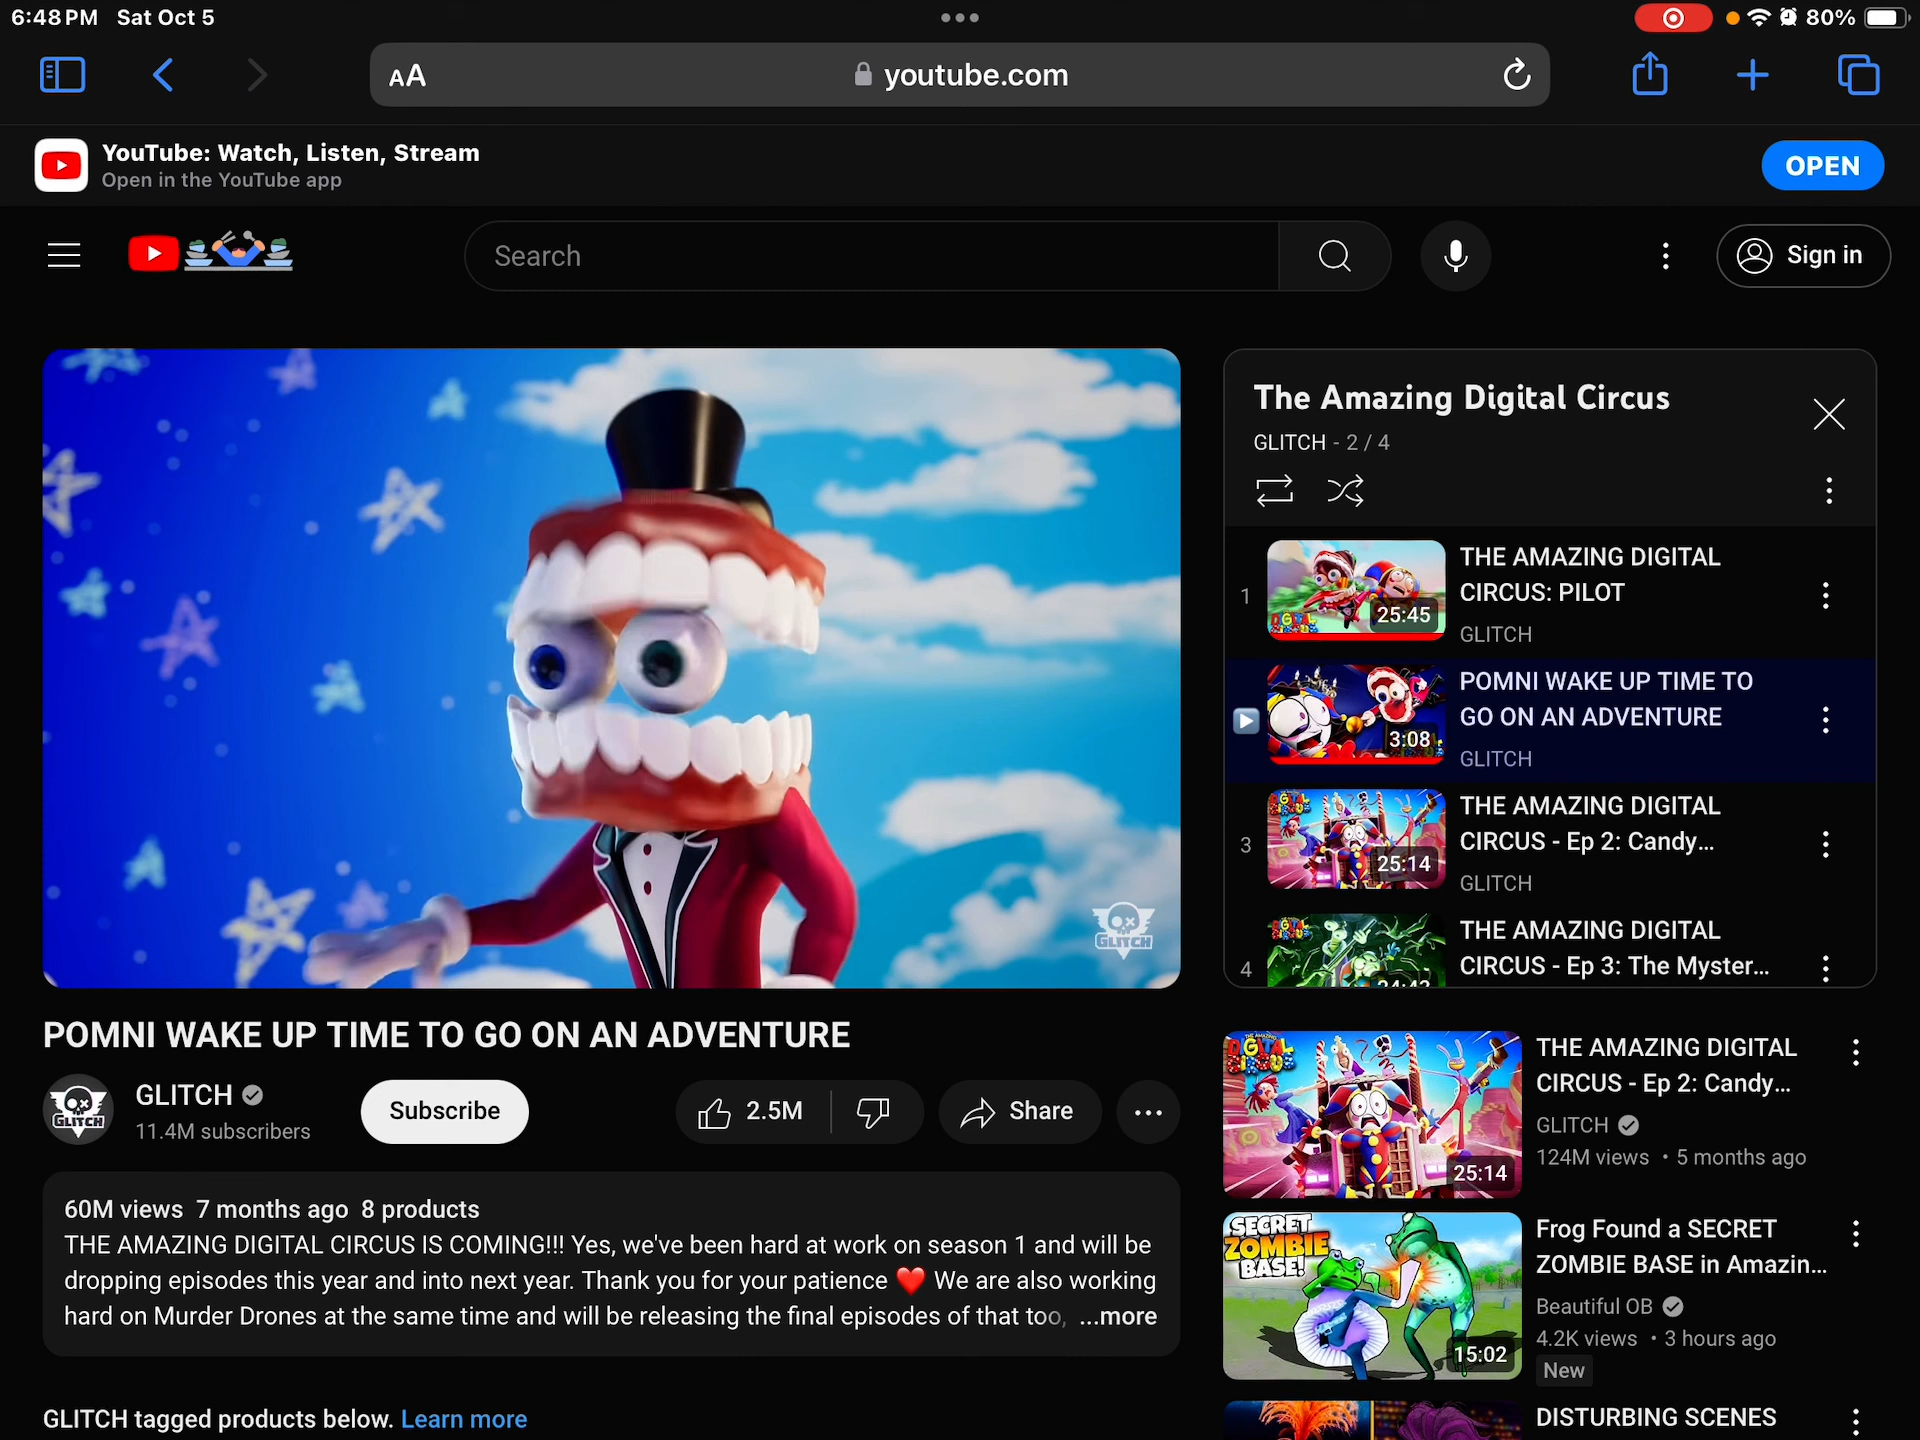 6:48 PM Sat Oct 5
80%
AA
youtube.com
YouTube: Watch, Listen, Stream
Open in the YouTube app
OPEN
Search
Sign in
GLITCH
The Amazing Digital Circus
GLITCH - 2 / 4
1
THE AMAZING DIGITAL
CIRCUS: PILOT
25:45
GLITCH
POMNI WAKE UP TIME TO
GO ON AN ADVENTURE
3:08
GLITCH
3
THE AMAZING DIGITAL
CIRCUS - Ep 2: Candy...
25:14
GLITCH
4
THE AMAZING DIGITAL
CIRCUS - Ep 3: The Myster...
POMNI WAKE UP TIME TO GO ON AN ADVENTURE
GLITCH
GLITCH
11.4M subscribers
Subscribe
2.5M
Share
60M views 7 months ago 8 products
THE AMAZING DIGITAL CIRCUS IS COMING!!! Yes, we've been hard at work on season 1 and will be
dropping episodes this year and into next year. Thank you for your patience ❤️ We are also working
hard on Murder Drones at the same time and will be releasing the final episodes of that too, ...more
GLITCH tagged products below. Learn more
DIGITAL
CIRCUS
25:14
THE AMAZING DIGITAL
CIRCUS - Ep 2: Candy...
GLITCH
124M views • 5 months ago
SECRET
ZOMBIE
BASE!
15:02
Frog Found a SECRET
ZOMBIE BASE in Amazin...
Beautiful OB
4.2K views • 3 hours ago
New
DISTURBING SCENES